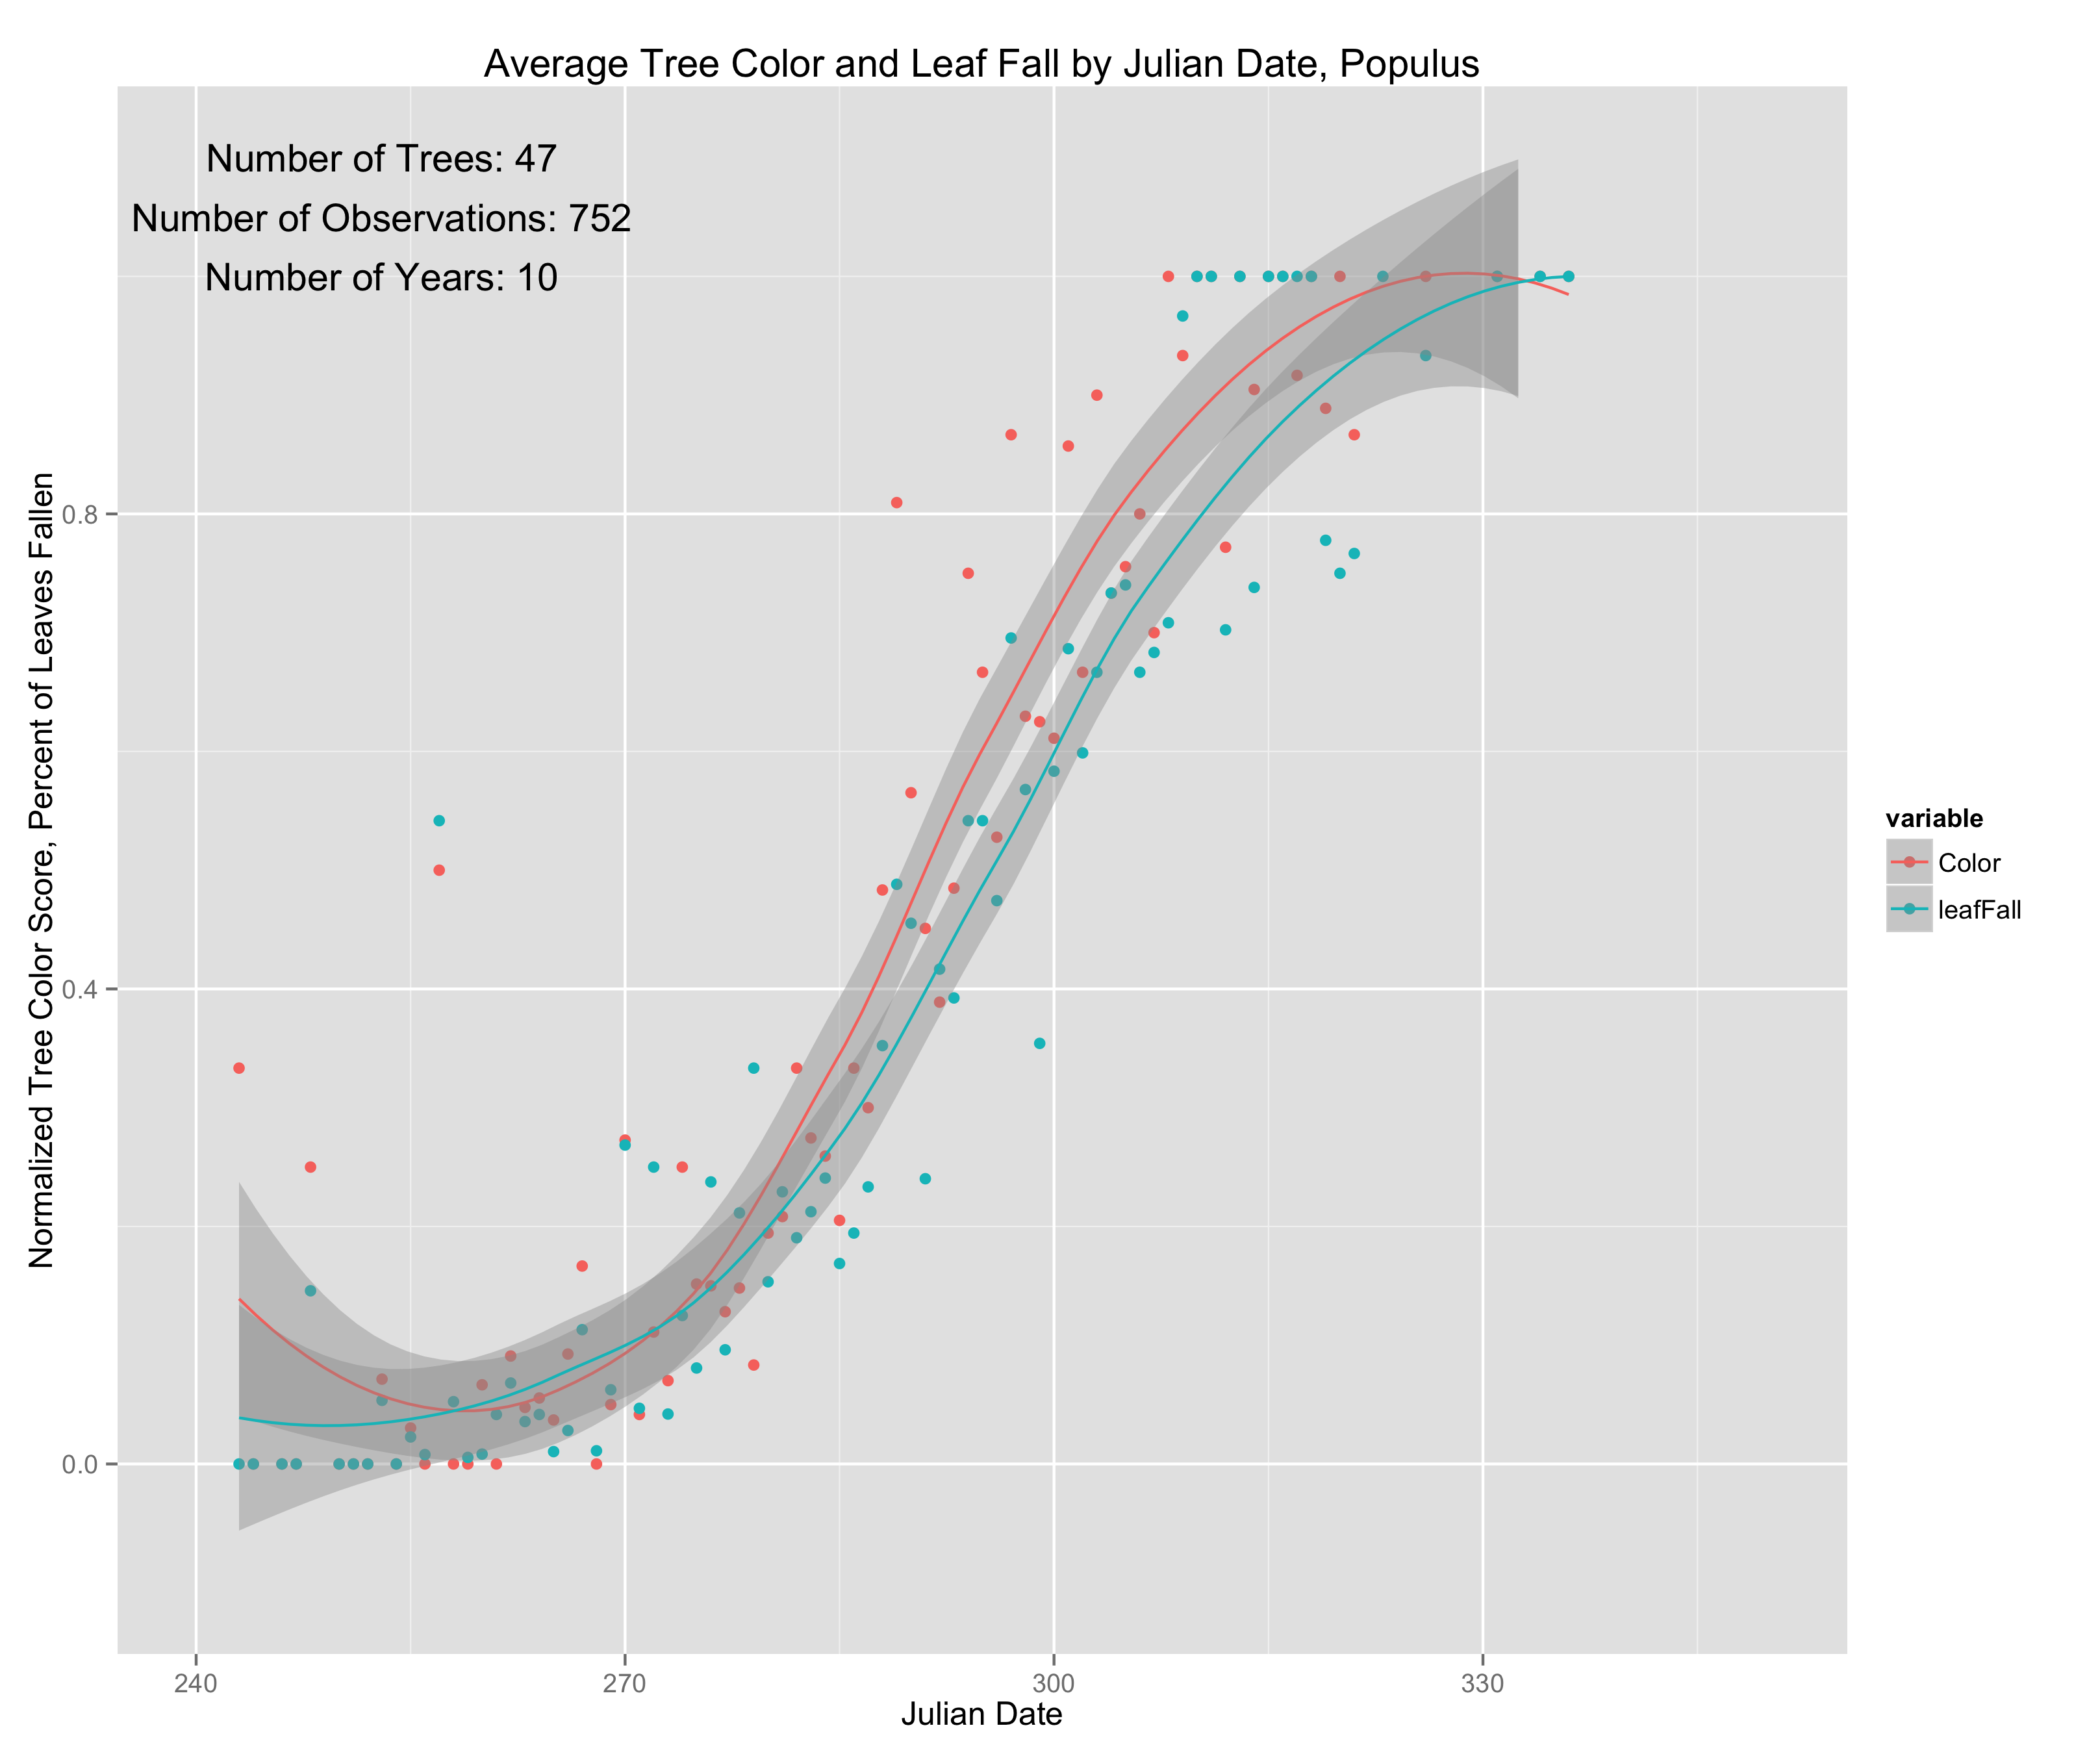 Average Tree Color and Leaf Fall by Julian Date, Populus
Number of Trees: 47
Number of Observations: 752
Number of Years: 10
Normalized Tree Color Score, Percent of Leaves Fallen
0.8
0.4
0.0
240
270
300
330
Julian Date
variable
Color
leafFall